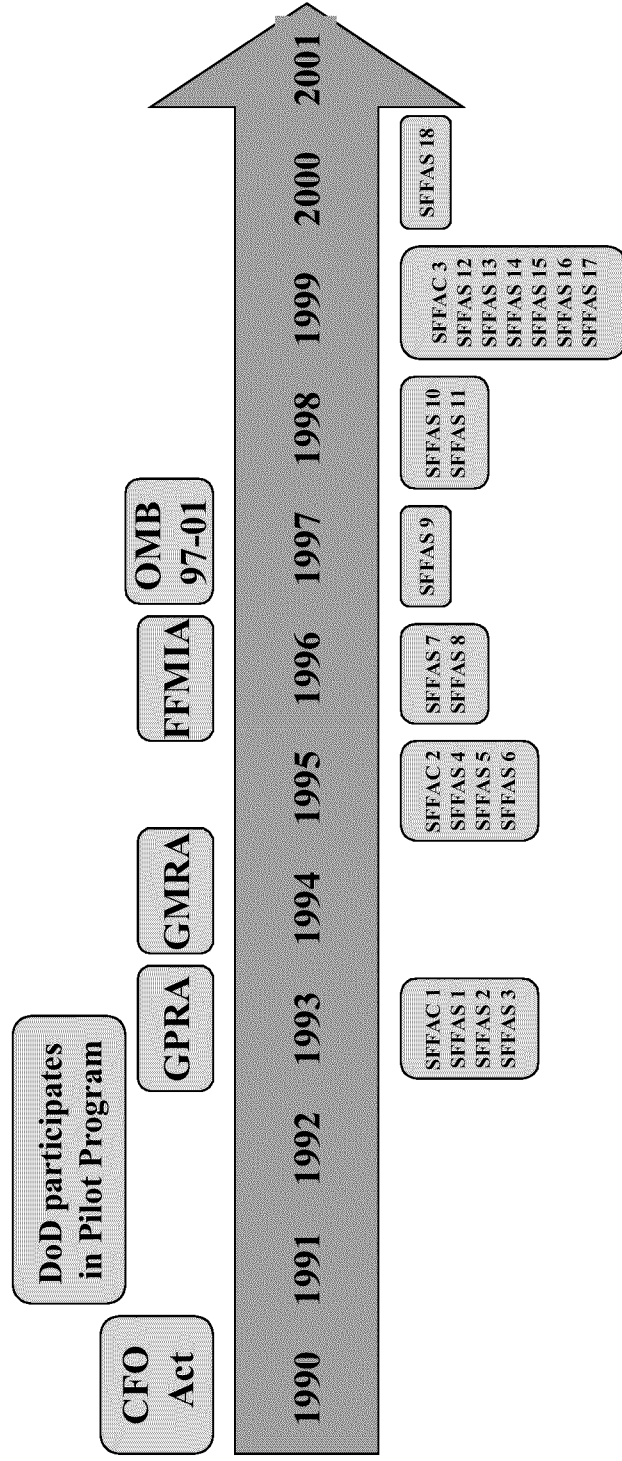 DoD participates
in Pilot Program
CFO
Act
GPRA
GMRA
FFMIA
OMB
97-01
1990
1991
1992
1993
1994
1995
1996
1997
1998
1999
2000
2001
SFFAC 1
SFFAS 1
SFFAS 2
SFFAS 3
SFFAC 2
SFFAS 4
SFFAS 5
SFFAS 6
SFFAS 7
SFFAS 8
SFFAS 9
SFFAS 10
SFFAS 11
SFFAC 3
SFFAS 12
SFFAS 13
SFFAS 14
SFFAS 15
SFFAS 16
SFFAS 17
SFFAS 18